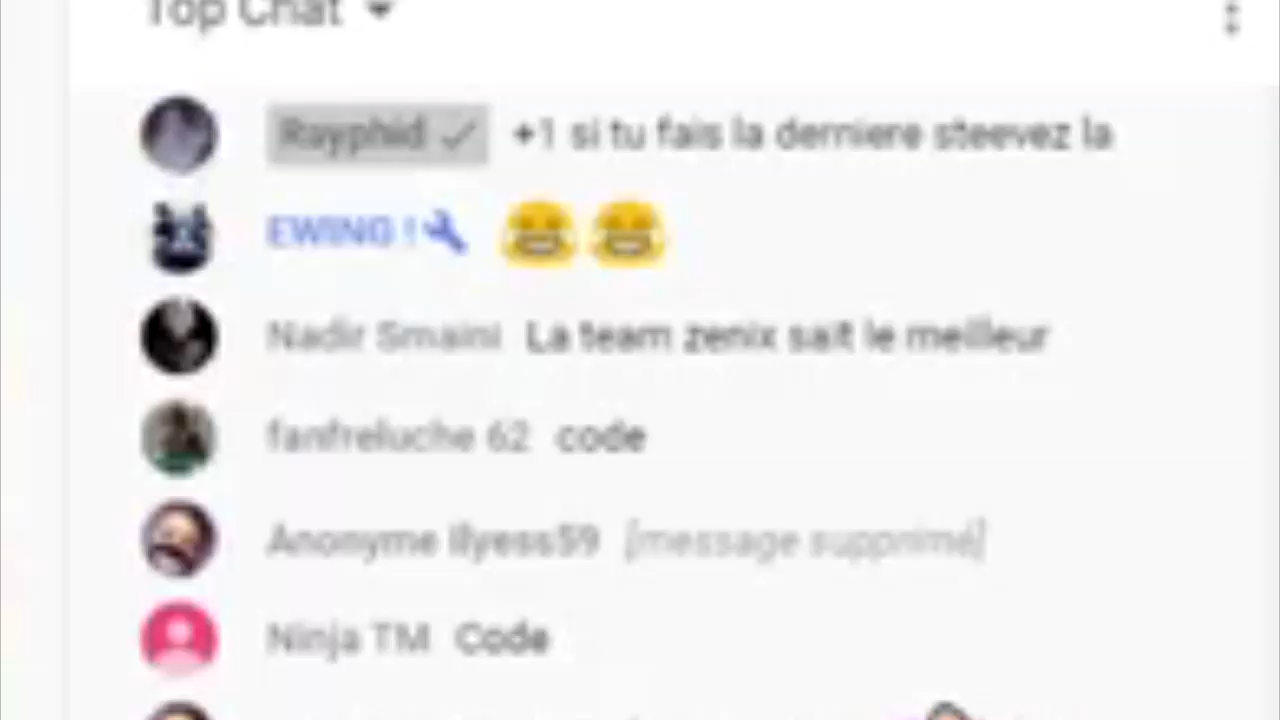 Top Chat
Rayphid +1 si tu fais la derniere steevez la
EWING !
Nadir Smaini La team zenix sait le meilleur
fanfreluche 62 code
Anonyme Ilyess59 [message supprimé]
Ninja TM Code